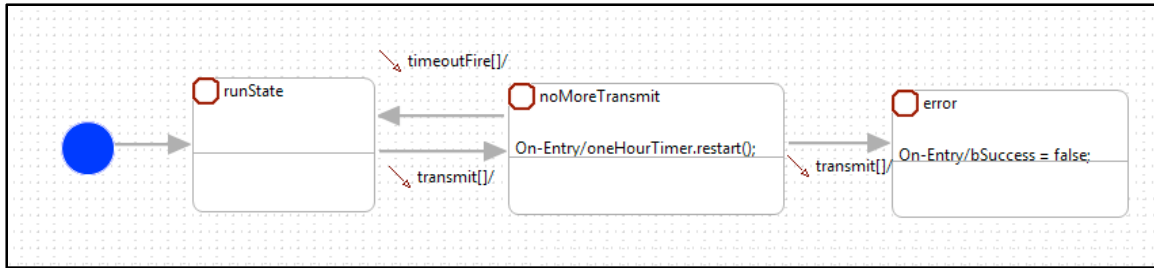 timeoutFire[]/
runState
noMoreTransmit
error
On-Entry/oneHourTimer.restart();
On-Entry/bSuccess = false;
transmit[]/
transmit[]/